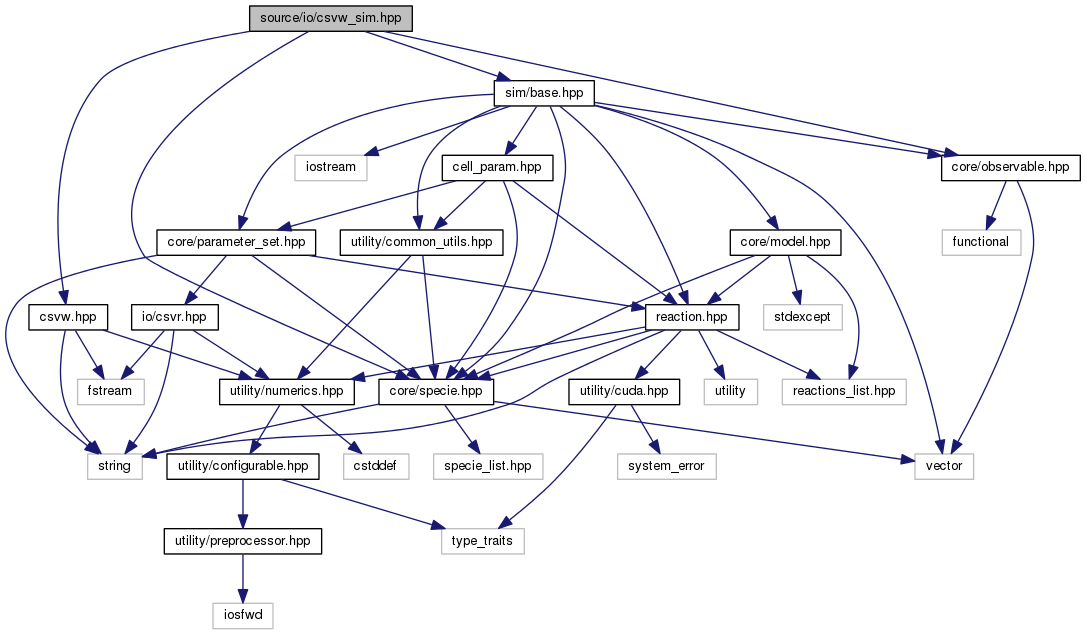 source/io/csvw_sim.hpp
sim/base.hpp
iostream
cell_param.hpp
core/observable.hpp
core/parameter_set.hpp
utility/common_utils.hpp
core/model.hpp
functional
csvw.hpp
io/csvr.hpp
reaction.hpp
stdexcept
fstream
utility/numerics.hpp
core/specie.hpp
utility/cuda.hpp
utility
reactions_list.hpp
string
utility/configurable.hpp
cstddef
specie_list.hpp
system_error
vector
utility/preprocessor.hpp
type_traits
iosfwd